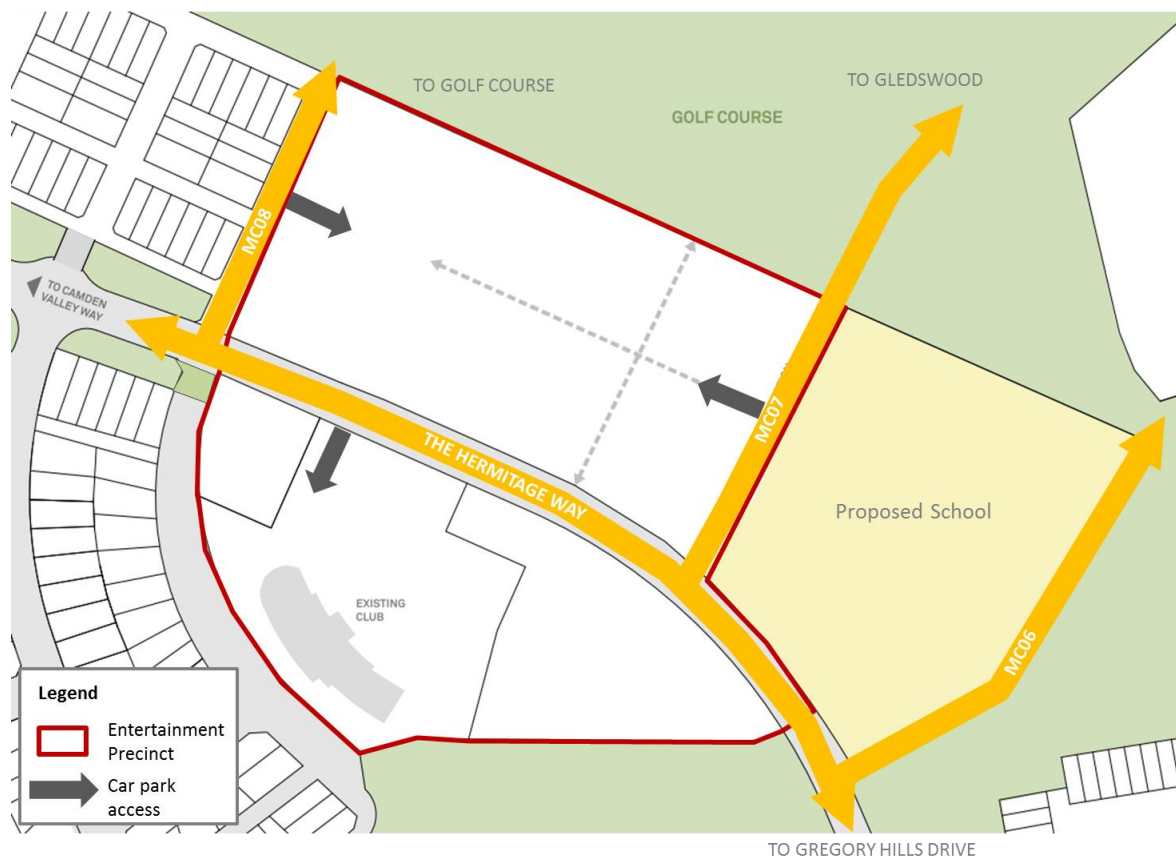 TO GOLF COURSE
TO GLEDSWOOD
GOLF COURSE
MC08
TO CAMDEN
VALLEY WAY
MC07
THE HERMITAGE WAY
Proposed School
EXISTING
CLUB
MC06
Legend
Entertainment
Precinct
Car park
access
TO GREGORY HILLS DRIVE